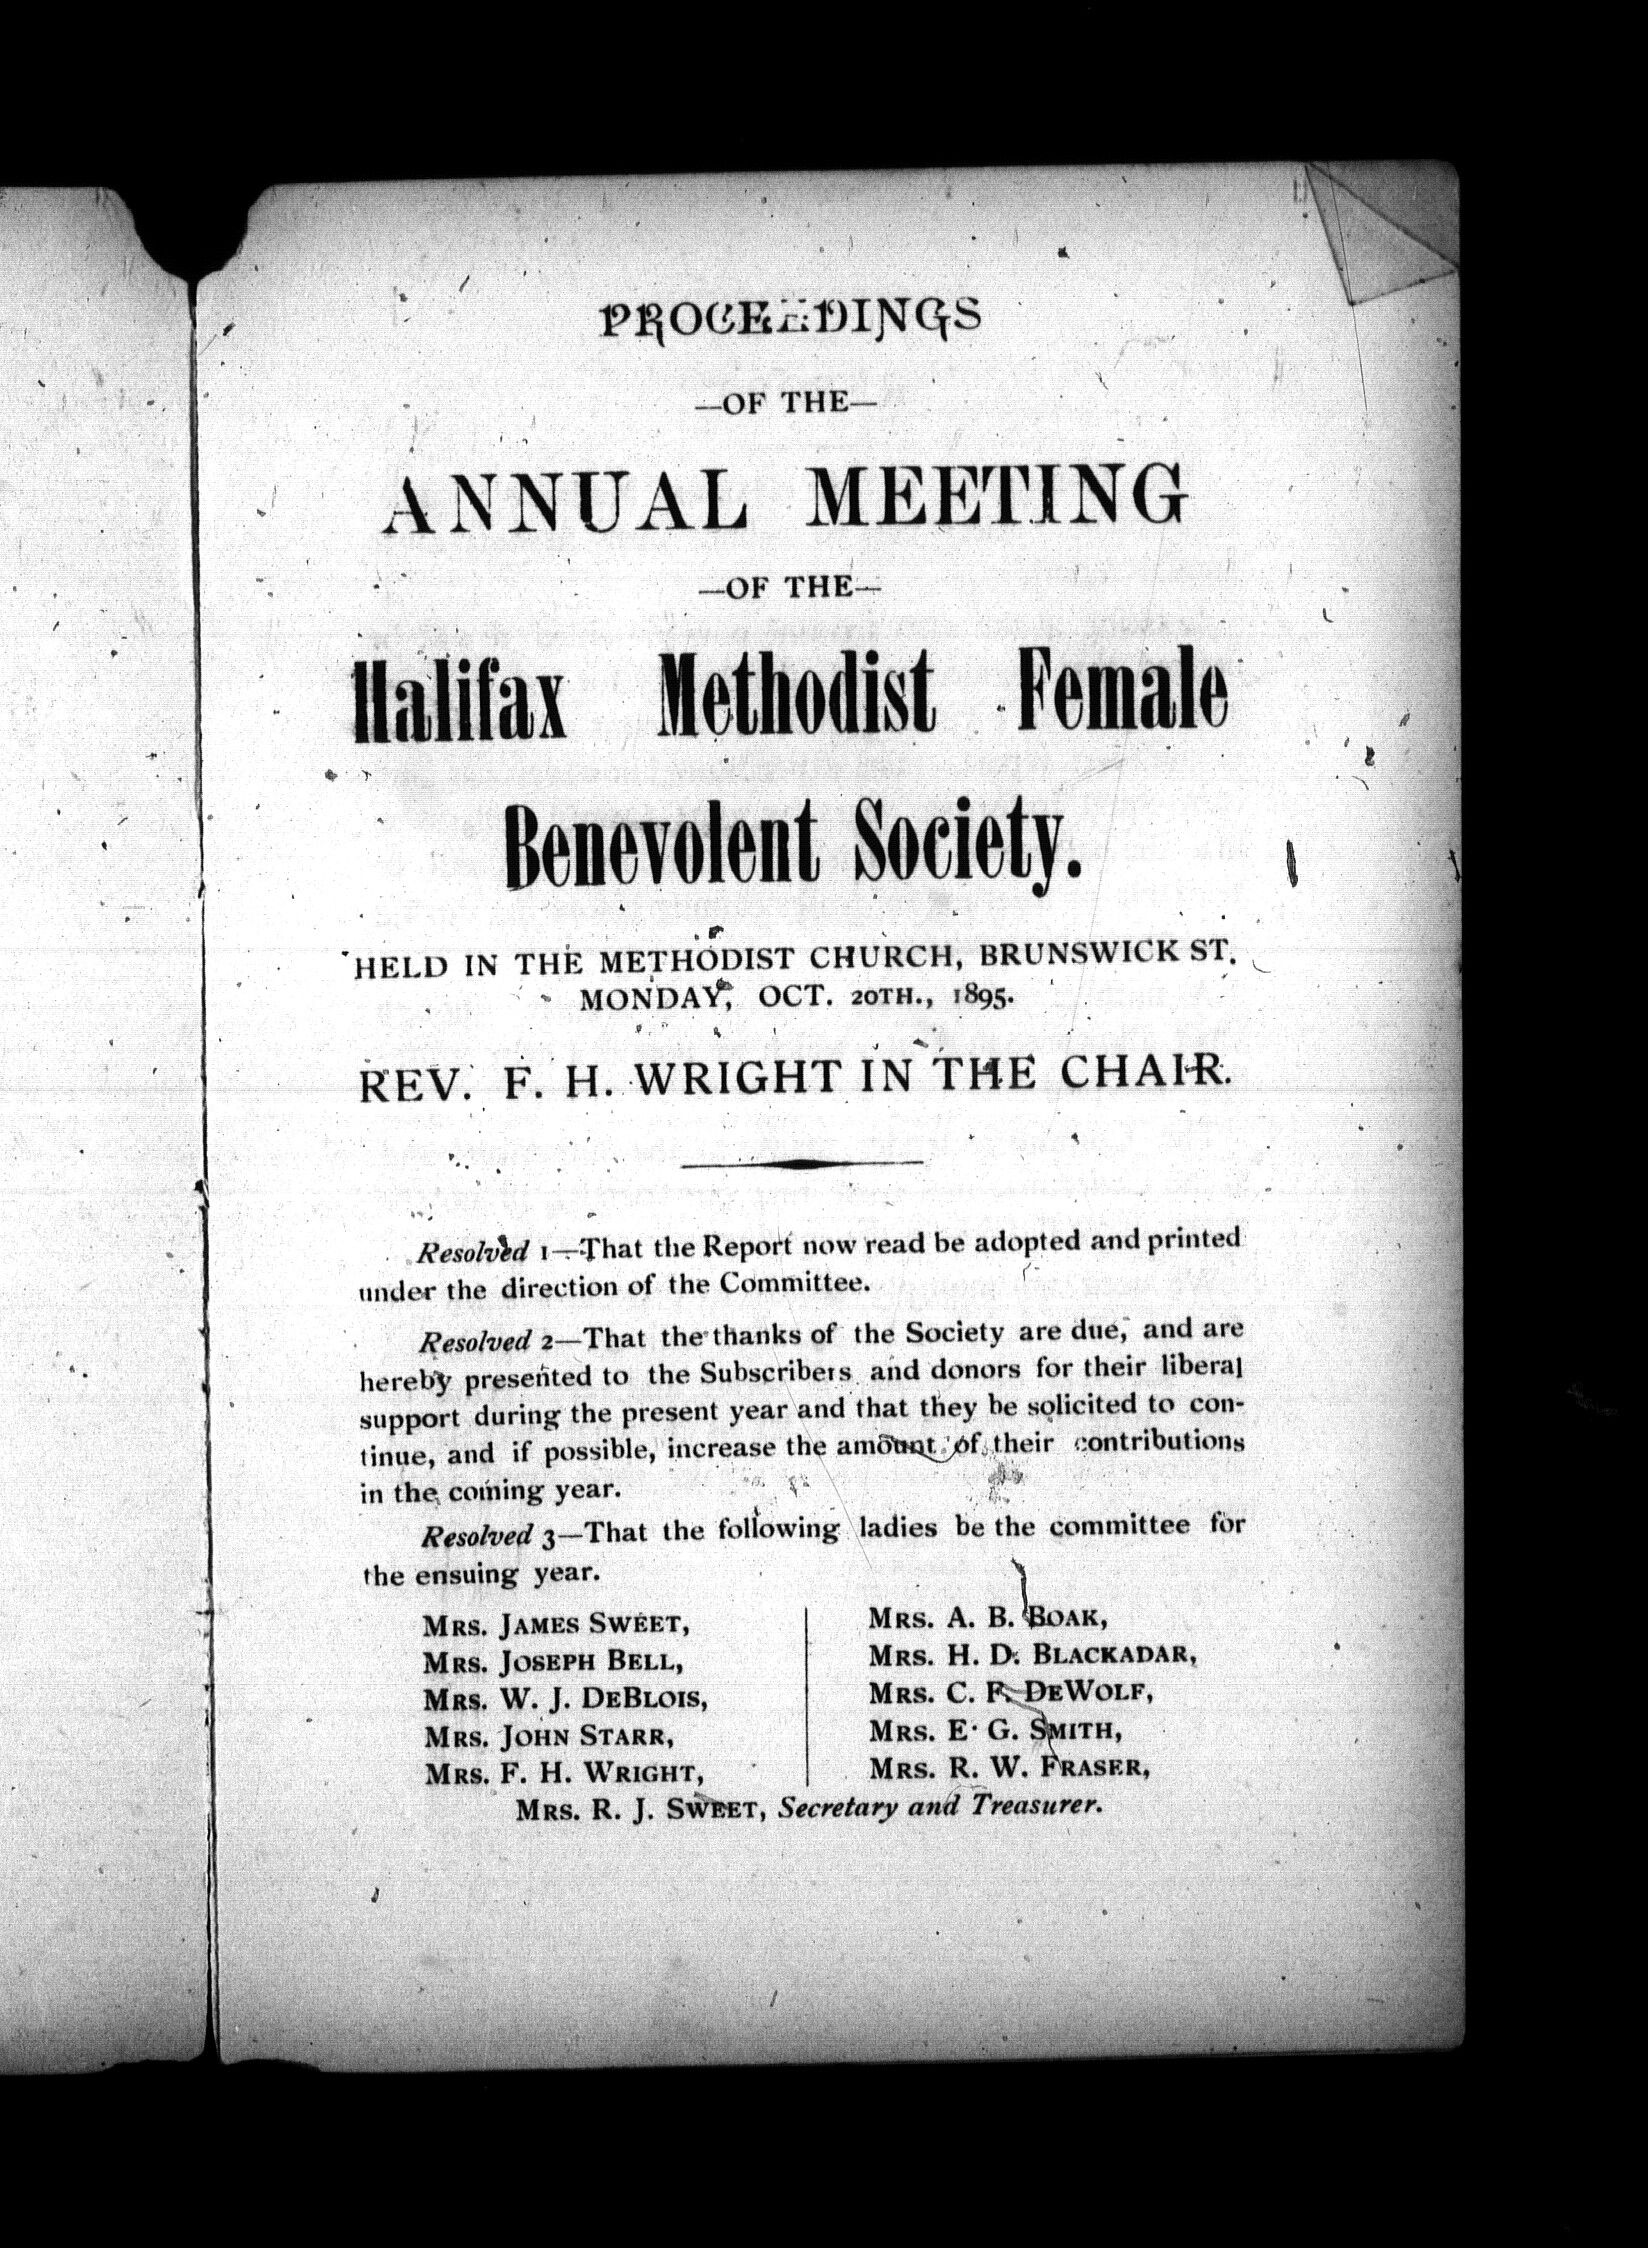 PROCEEDINGS
—OF THE—
ANNUAL MEETING
—OF THE—
Halifax Methodist Female
Benevolent Society.
HELD IN THE METHODIST CHURCH, BRUNSWICK ST.
MONDAY, OCT. 20TH., 1895.
REV. F. H. WRIGHT IN THE CHAIR.
Resolved 1—That the Report now read be adopted and printed
under the direction of the Committee.
Resolved 2—That the thanks of the Society are due, and are
hereby presented to the Subscribers and donors for their liberal
support during the present year and that they be solicited to con-
tinue, and if possible, increase the amount of their contributions
in the coming year.
Resolved 3—That the following ladies be the committee for
the ensuing year.
MRS. JAMES SWEET,
MRS. JOSEPH BELL,
MRS. W. J. DEBLOIS,
MRS. JOHN STARR,
MRS. F. H. WRIGHT,
MRS. A. B. BOAK,
MRS. H. D. BLACKADAR,
MRS. C. F. DEWOLF,
MRS. E. G. SMITH,
MRS. R. W. FRASER,
MRS. R. J. SWEET, Secretary and Treasurer.